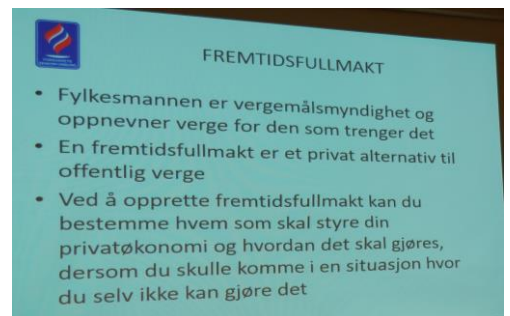 FREMTIDSFULLMAKT
• Fylkesmannen er vergemålsmyndighet og
oppnevner verge for den som trenger det
• En fremtidsfullmakt er et privat alternativ til
offentlig verge
• Ved å opprette fremtidsfullmakt kan du
bestemme hvem som skal styre din
privatøkonomi og hvordan det skal gjøres,
dersom du skulle komme i en situasjon hvor
du selv ikke kan gjøre det